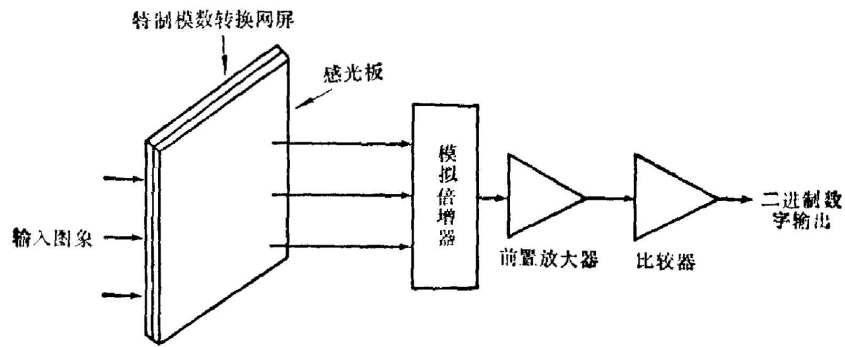 特制模数转换网屏
感光板
模拟倍增器
输入图象
前置放大器
比较器
二进制数
字输出